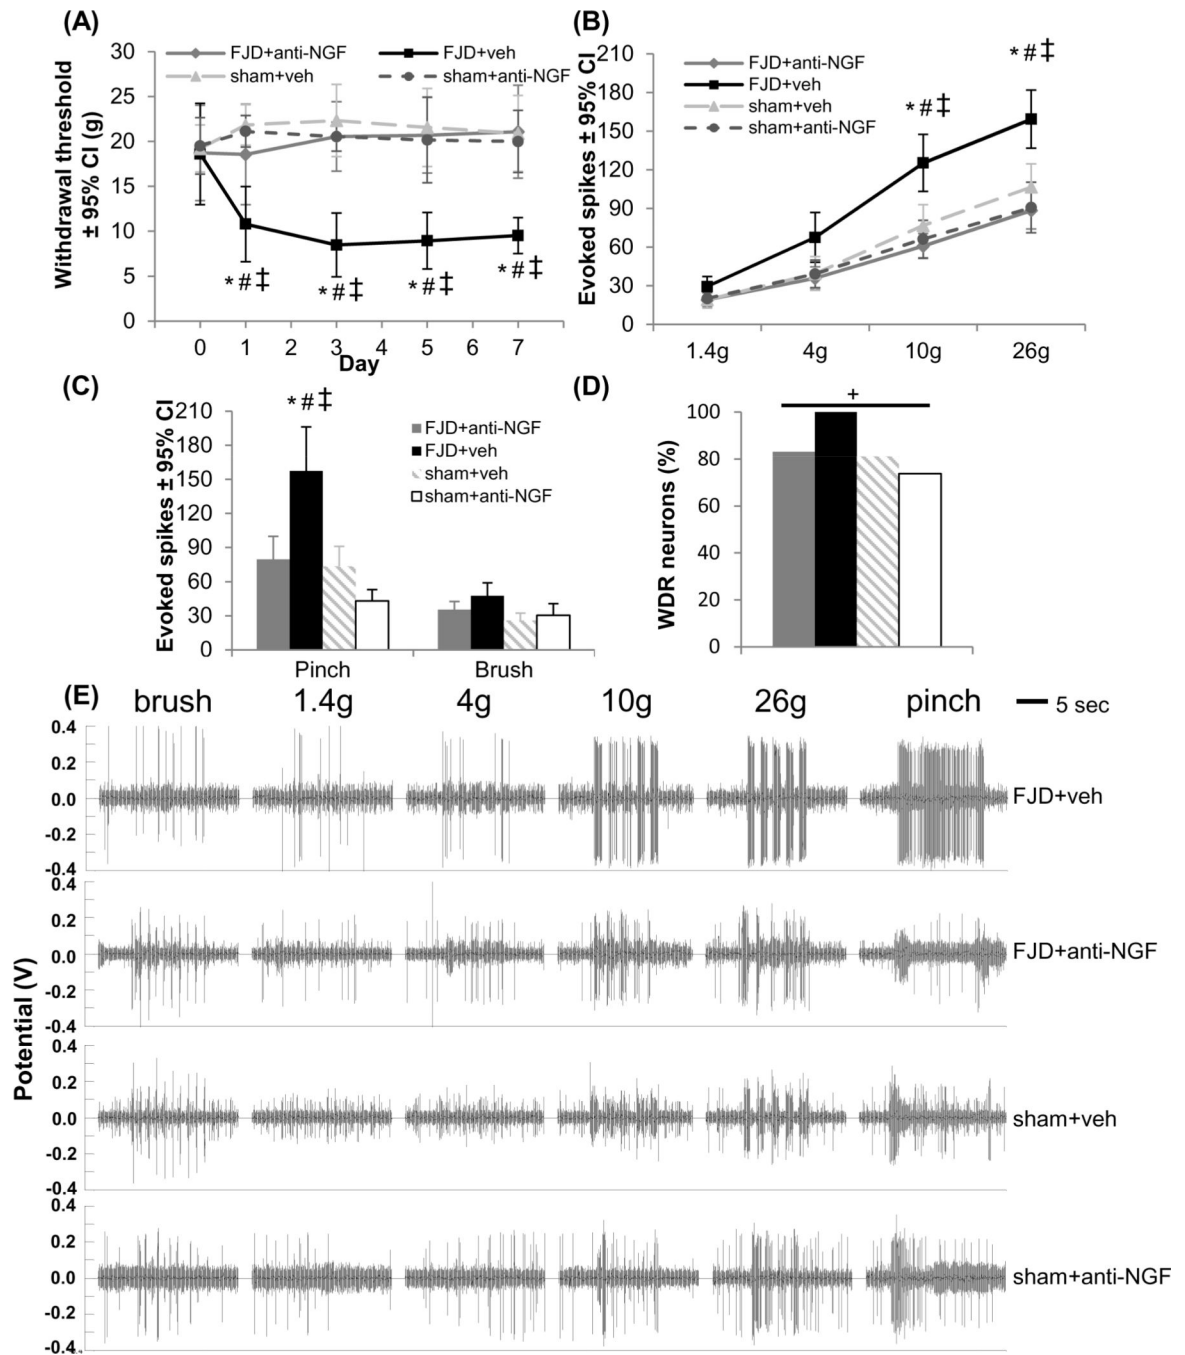 (A)
Withdrawal threshold
± 95% CI (g)
30
25
20
15
10
5
0
FJD+anti-NGF
FJD+veh
sham+veh
sham+anti-NGF
*#‡
*#‡
*#‡
*#‡
0 1 2 3 4 5 6 7
Day
(B)
Evoked spikes ± 95% CI
210
180
150
120
90
60
30
0
FJD+anti-NGF
FJD+veh
sham+veh
sham+anti-NGF
*#‡
*#‡
1.4g 4g 10g 26g
(C)
Evoked spikes ± 95% CI
210
180
150
120
90
60
30
0
*#‡
FJD+anti-NGF
FJD+veh
sham+veh
sham+anti-NGF
Pinch Brush
(D)
WDR neurons (%)
100
80
60
40
20
0
+
(E)
brush 1.4g 4g 10g 26g pinch 5 sec
Potential (V)
0.4
0.2
0.0
-0.2
-0.4
FJD+veh
0.4
0.2
0.0
-0.2
-0.4
FJD+anti-NGF
0.4
0.2
0.0
-0.2
-0.4
sham+veh
0.4
0.2
0.0
-0.2
-0.4
sham+anti-NGF